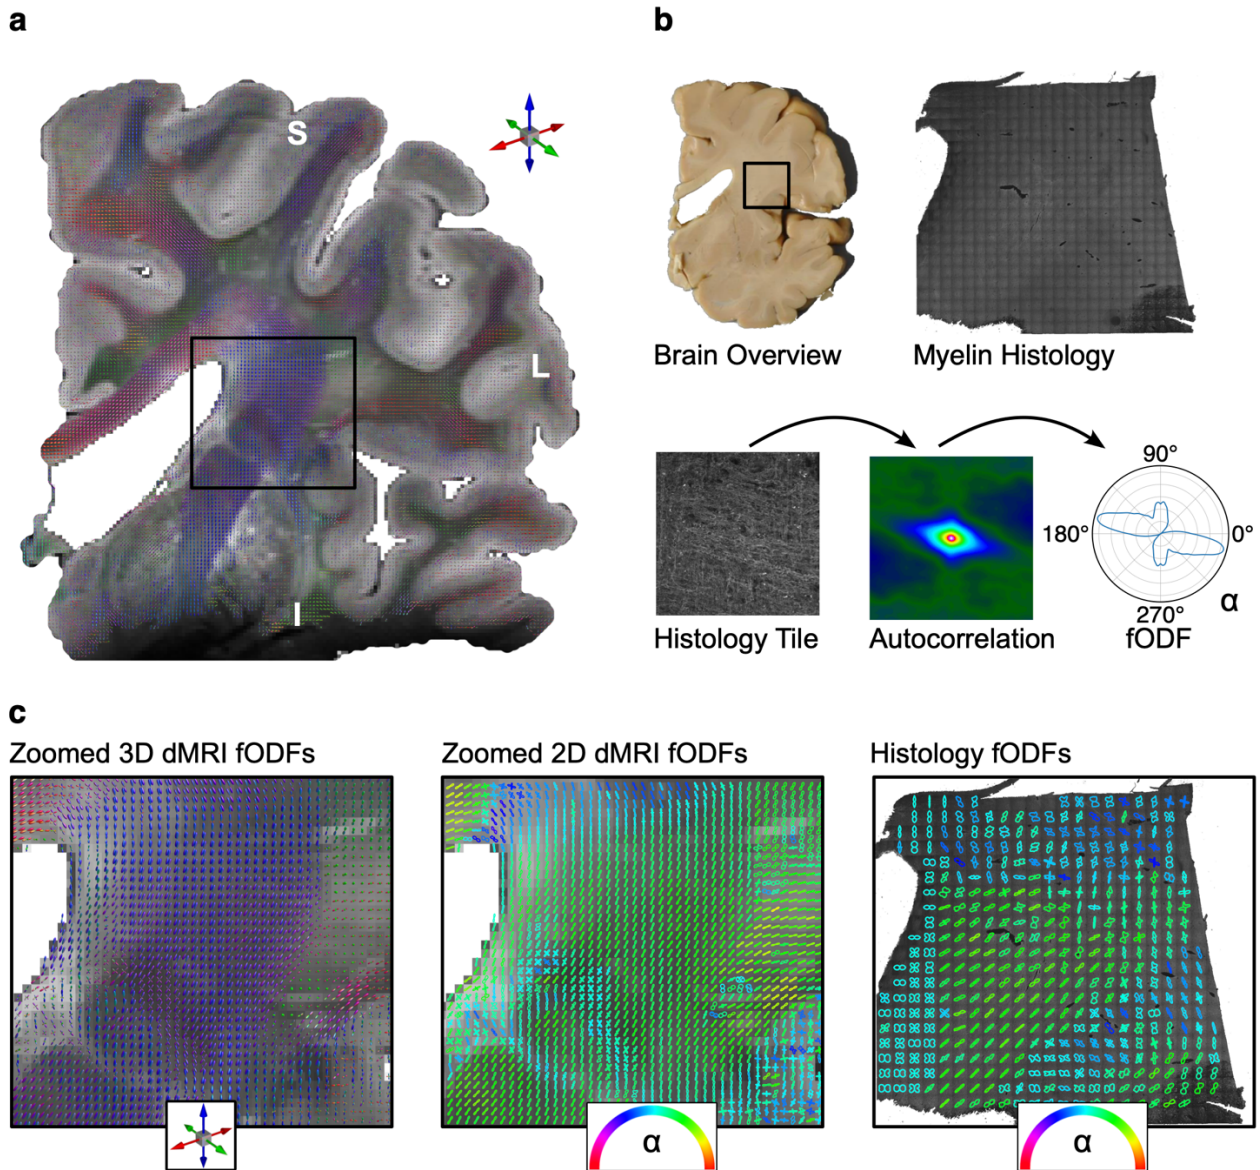 a
b
S
L
I
Brain Overview
Myelin Histology
90°
180°
0°
270°
α
Histology Tile
Autocorrelation
fODF
c
Zoomed 3D dMRI fODFs
Zoomed 2D dMRI fODFs
Histology fODFs
α
α